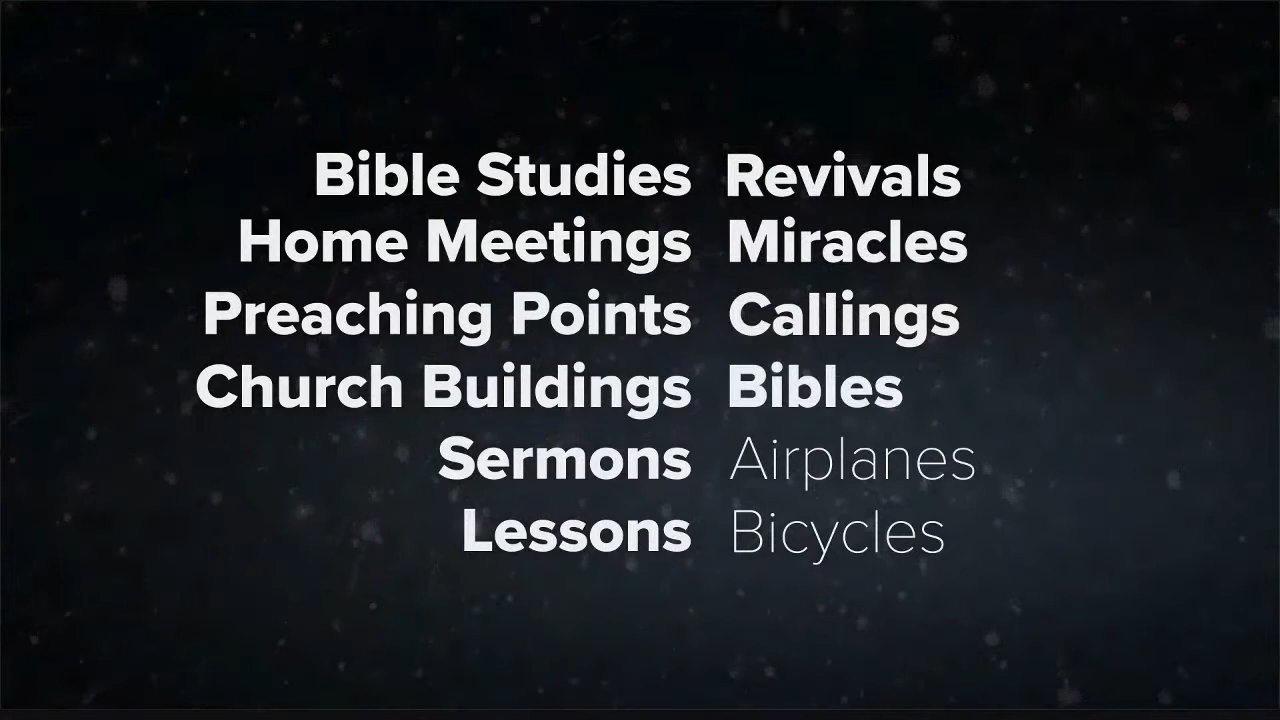 Bible Studies Revivals
Home Meetings Miracles
Preaching Points Callings
Church Buildings Bibles
Sermons Airplanes
Lessons Bicycles